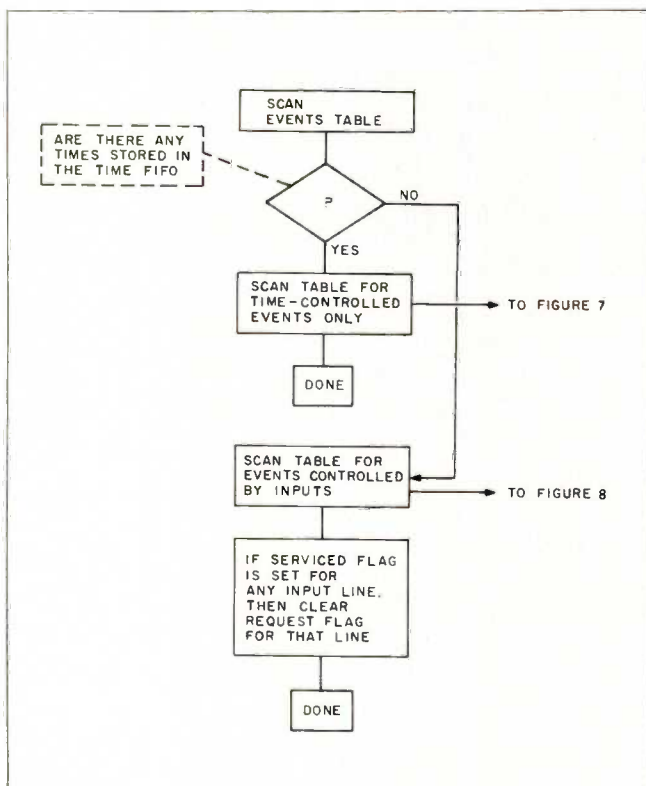 SCAN
EVENTS TABLE
ARE THERE ANY
TIMES STORED IN
THE TIME FIFO
?
NO
YES
SCAN TABLE FOR
TIME-CONTROLLED
EVENTS ONLY
TO FIGURE 7
DONE
SCAN TABLE FOR
EVENTS CONTROLLED
BY INPUTS
TO FIGURE 8
IF SERVICED FLAG
IS SET FOR
ANY INPUT LINE,
THEN CLEAR
REQUEST FLAG
FOR THAT LINE
DONE